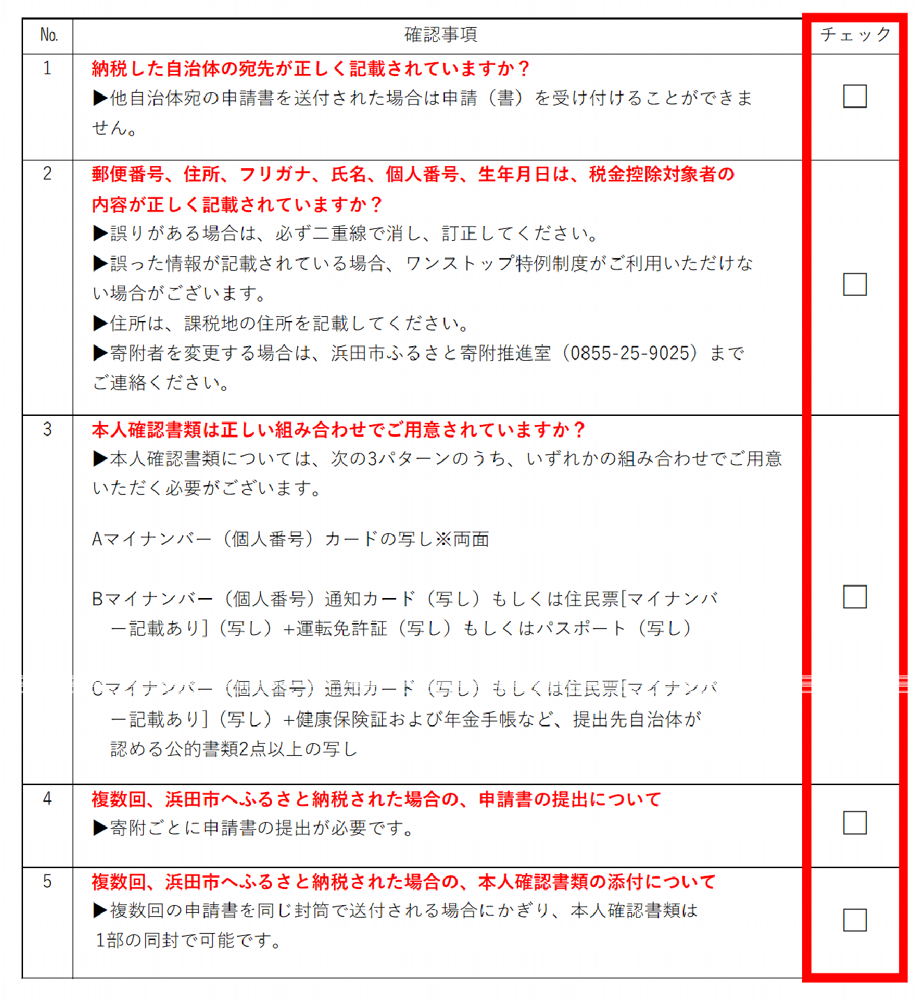 No. 確認事項 チェック
1 納税した自治体の宛先が正しく記載されていますか？
▶他自治体宛の申請書を送付された場合は申請（書）を受け付けることができま
せん。
□
2 郵便番号、住所、フリガナ、氏名、個人番号、生年月日は、税金控除対象者の
内容が正しく記載されていますか？
▶誤りがある場合は、必ず二重線で消し、訂正してください。
▶誤った情報が記載されている場合、ワンストップ特例制度がご利用いただけな
い場合がございます。
□
▶住所は、課税地の住所を記載してください。
▶寄附者を変更する場合は、浜田市ふるさと寄附推進室（0855-25-9025）まで
ご連絡ください。
3 本人確認書類は正しい組み合わせでご用意されていますか？
▶本人確認書類については、次の3パターンのうち、いずれかの組み合わせでご用意
いただく必要がございます。
Aマイナンバー（個人番号）カードの写し※両面
Bマイナンバー（個人番号）通知カード（写し）もしくは住民票[マイナンバ
ー記載あり]（写し）+運転免許証（写し）もしくはパスポート（写し）
□
Cマイナンバー（個人番号）通知カード（写し）もしくは住民票[マイナンバ
ー記載あり]（写し）+健康保険証および年金手帳など、提出先自治体が
認める公的書類2点以上の写し
4 複数回、浜田市へふるさと納税された場合の、申請書の提出について
▶寄附ごとに申請書の提出が必要です。
□
5 複数回、浜田市へふるさと納税された場合の、本人確認書類の添付について
▶複数回の申請書を同じ封筒で送付される場合にかぎり、本人確認書類は
1部の同封で可能です。
□